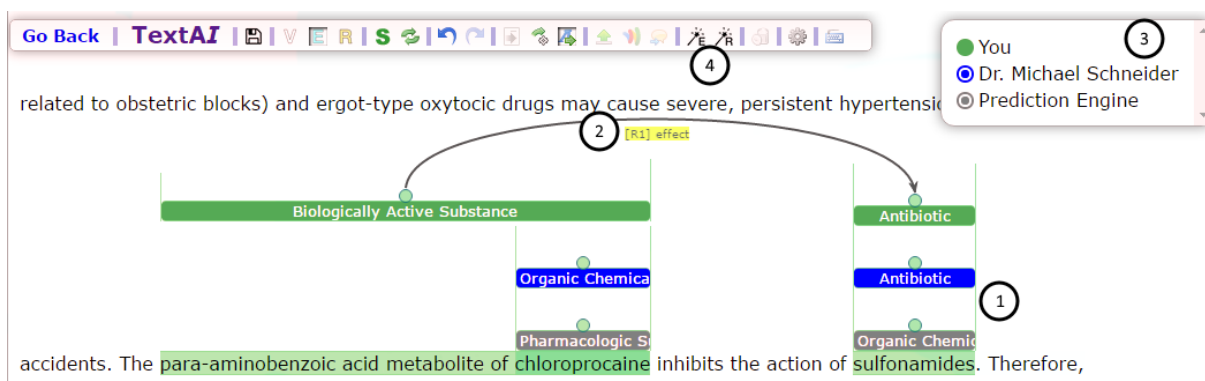 Go Back | TextAI | V E R | S | E R
3
You
Dr. Michael Schneider
Prediction Engine
4
related to obstetric blocks) and ergot-type oxytocic drugs may cause severe, persistent
2
[R1] effect
Biologically Active Substance Antibiotic
Organic Chemica Antibiotic
1
Pharmacologic S Organic Chemic
accidents. The para-aminobenzoic acid metabolite of chloroprocaine inhibits the action of sulfonamides. Therefore,